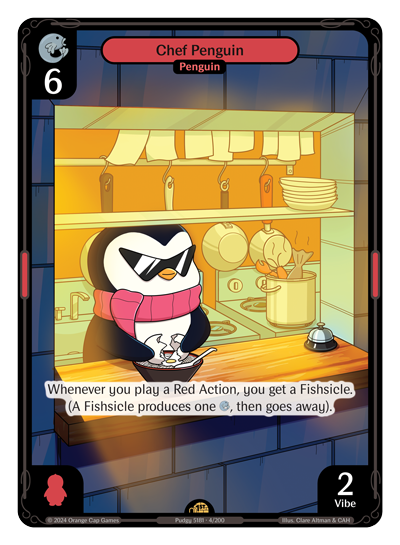 Chef Penguin
Penguin
6
Whenever you play a Red Action, you get a Fishsicle.
(A Fishsicle produces one , then goes away).
2
Vibe
© 2024 Orange Cap Games
Pudgy 5181 - 4/200
Illus. Clare Altman & CAH